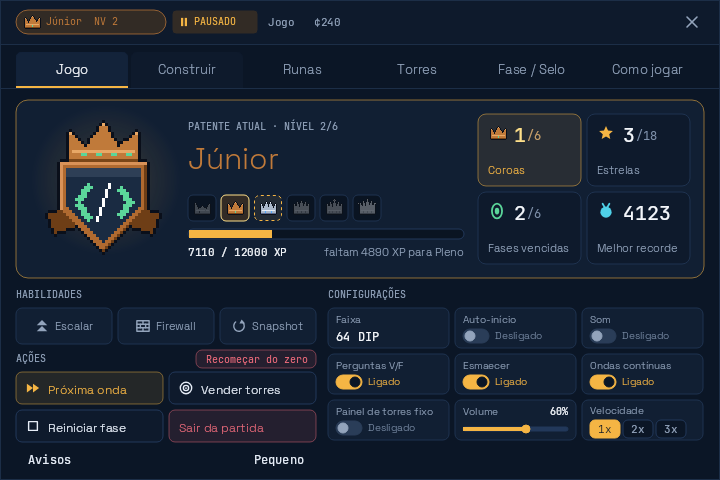 Júnior NV 2
PAUSADO
Jogo ¢240
Jogo
Construir
Runas
Torres
Fase / Selo
Como jogar
PATENTE ATUAL · NÍVEL 2/6
Júnior
7110 / 12000 XP
faltam 4890 XP para Pleno
1/6
Coroas
3/18
Estrelas
2/6
Fases vencidas
4123
Melhor recorde
HABILIDADES
Escalar
Firewall
Snapshot
AÇÕES
Recomeçar do zero
Próxima onda
Vender torres
Reiniciar fase
Sair da partida
Avisos
Pequeno
CONFIGURAÇÕES
Faixa
64 DIP
Auto-início
Desligado
Som
Desligado
Perguntas V/F
Ligado
Esmaecer
Ligado
Ondas contínuas
Ligado
Painel de torres fixo
Desligado
Volume 60%
Velocidade
1x 2x 3x